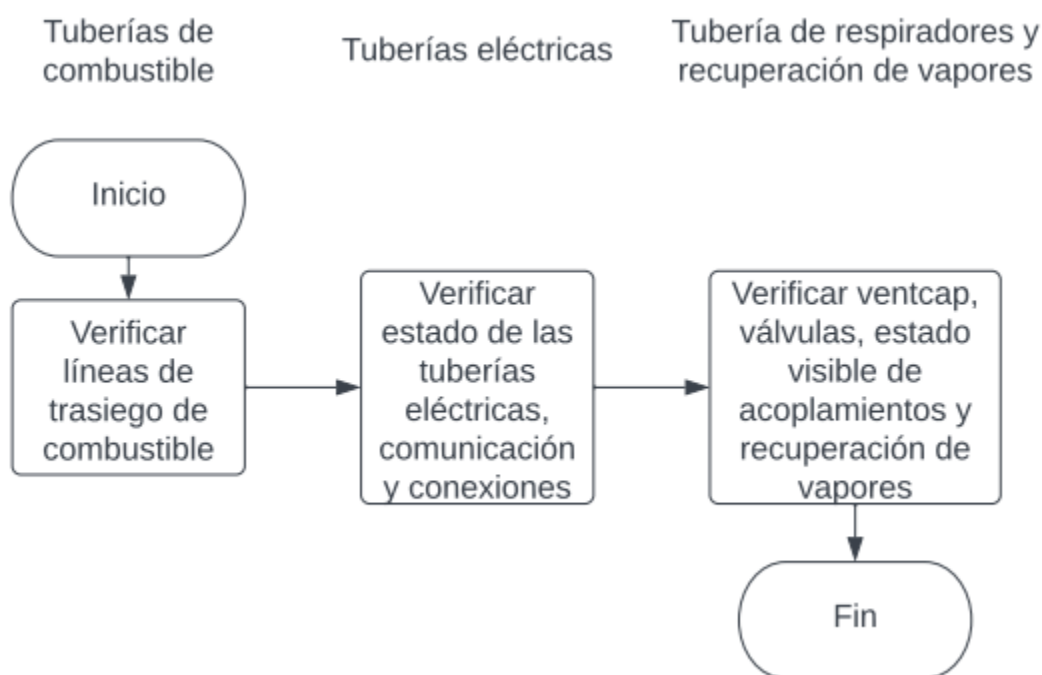 Tuberías de
combustible
Tuberías eléctricas
Tubería de respiradores y
recuperación de vapores
Inicio
Verificar
líneas de
trasiego de
combustible
Verificar
estado de las
tuberías
eléctricas,
comunicación
y conexiones
Verificar ventcap,
válvulas, estado
visible de
acoplamientos y
recuperación de
vapores
Fin